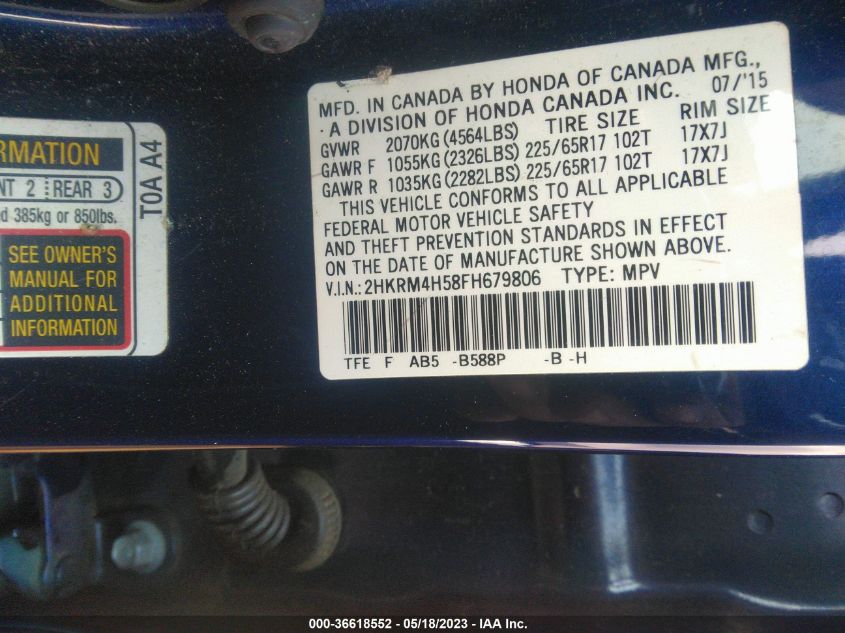 RMATION
NT 2 REAR 3
385kg or 850lbs.
SEE OWNER'S
MANUAL FOR
ADDITIONAL
INFORMATION
T0A A4
MFD. IN CANADA BY HONDA OF CANADA MFG.,
A DIVISION OF HONDA CANADA INC. 07/'15
GVWR 2070KG (4564LBS) TIRE SIZE RIM SIZE
GAWR F 1055KG (2326LBS) 225/65R17 102T 17X7J
GAWR R 1035KG (2282LBS) 225/65R17 102T 17X7J
THIS VEHICLE CONFORMS TO ALL APPLICABLE
FEDERAL MOTOR VEHICLE SAFETY
AND THEFT PREVENTION STANDARDS IN EFFECT
ON THE DATE OF MANUFACTURE SHOWN ABOVE.
V.I.N.: 2HKRM4H58FH679806 TYPE: MPV
TFE F AB5 -B588P -B -H
000-36618552 - 05/18/2023 - IAA Inc.